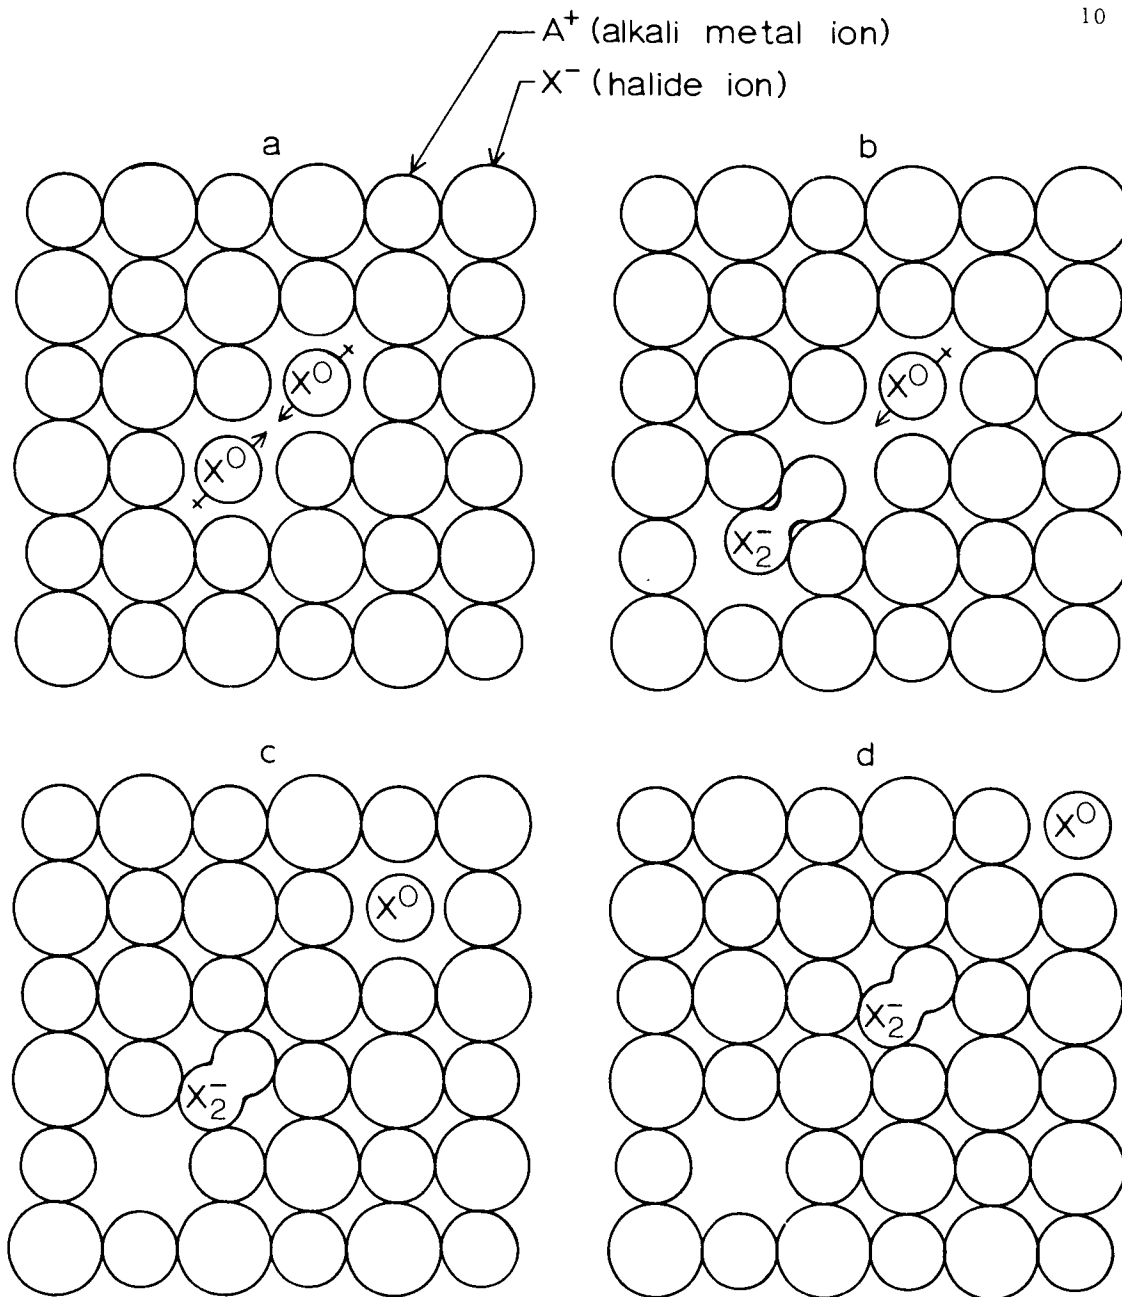 10
A⁺ (alkali metal ion)
X⁻ (halide ion)
a
b
X⁰
X⁰
X⁰
X₂⁻
c
d
X⁰
X₂⁻
X⁰
X₂⁻